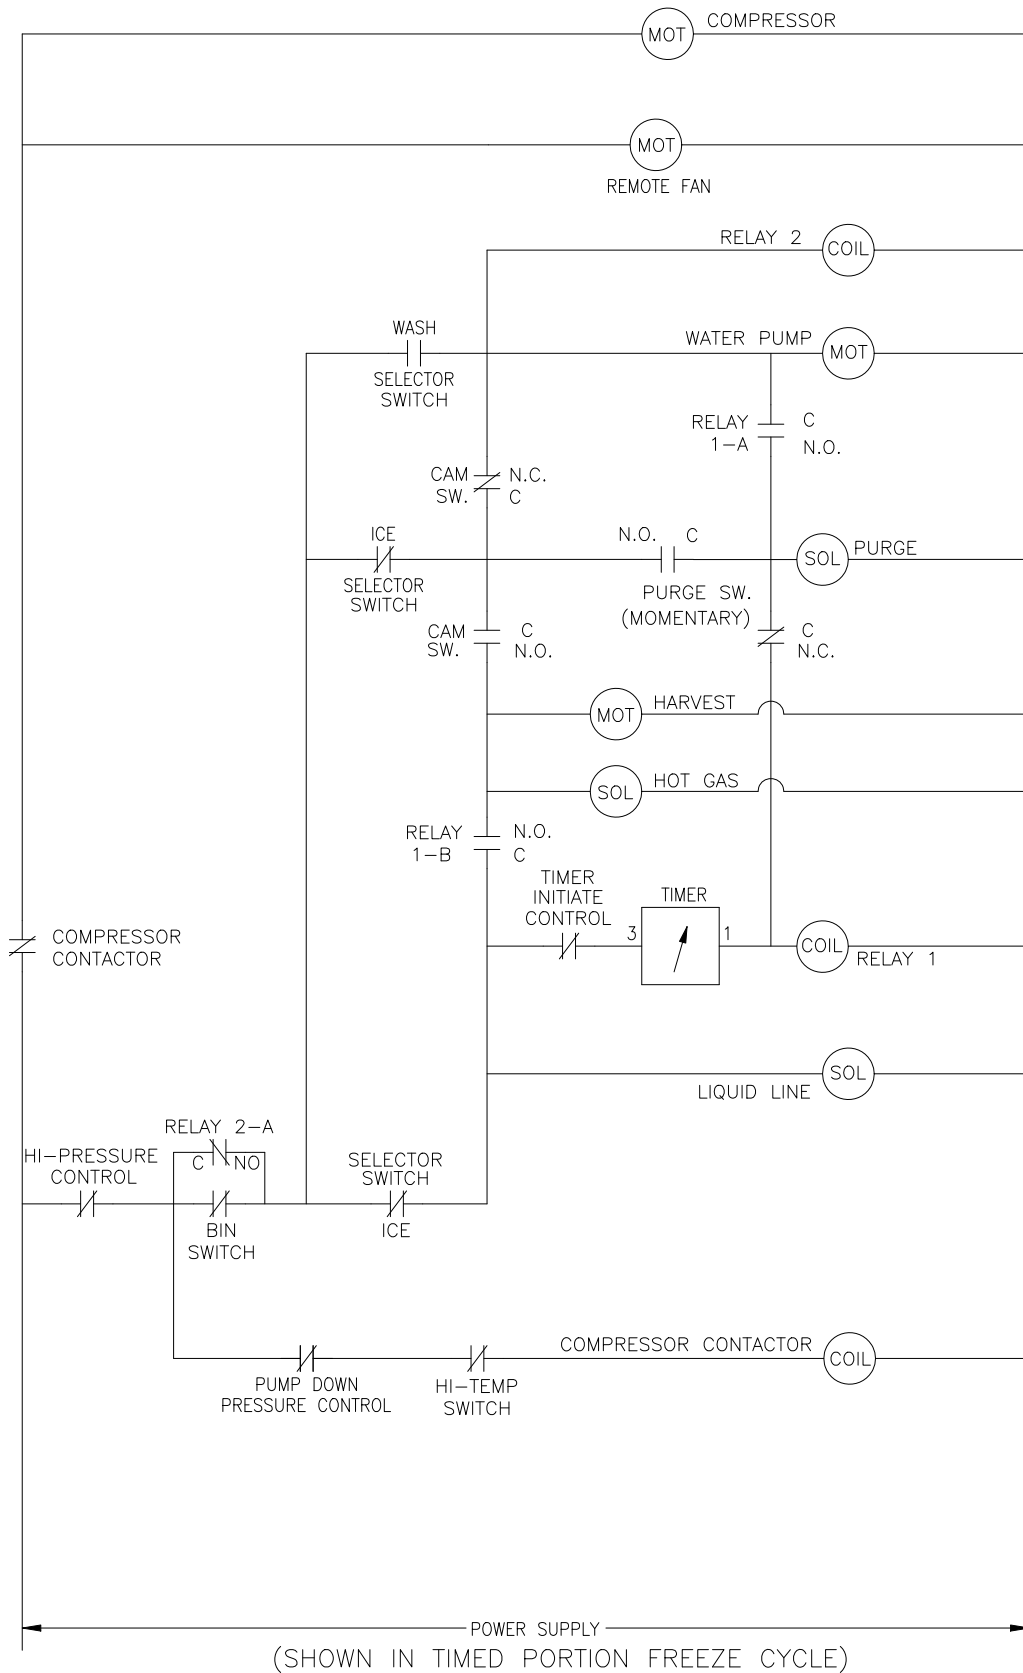 COMPRESSOR
MOT
MOT
REMOTE FAN
RELAY 2
COIL
WASH
SELECTOR
SWITCH
WATER PUMP
MOT
RELAY
1-A
C
N.O.
CAM
SW.
N.C.
C
ICE
SELECTOR
SWITCH
N.O. C
PURGE SW.
(MOMENTARY)
SOL
PURGE
CAM
SW.
C
N.O.
C
N.C.
MOT
HARVEST
SOL
HOT GAS
RELAY
1-B
N.O.
C
TIMER
INITIATE
CONTROL
TIMER
3
1
COIL
RELAY 1
COMPRESSOR
CONTACTOR
SOL
LIQUID LINE
RELAY 2-A
C NO
HI-PRESSURE
CONTROL
BIN
SWITCH
SELECTOR
SWITCH
ICE
PUMP DOWN
PRESSURE CONTROL
HI-TEMP
SWITCH
COMPRESSOR CONTACTOR
COIL
POWER SUPPLY
(SHOWN IN TIMED PORTION FREEZE CYCLE)